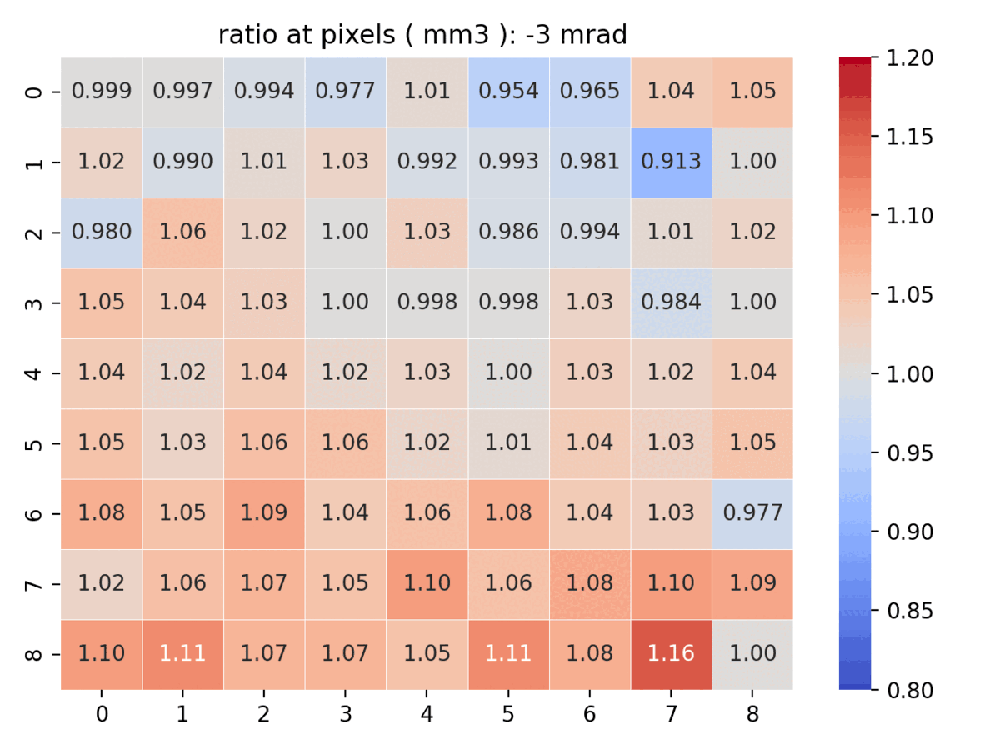 ratio at pixels ( mm3 ): -3 mrad
0 0.999 0.997 0.994 0.977 1.01 0.954 0.965 1.04 1.05
1 1.02 0.990 1.01 1.03 0.992 0.993 0.981 0.913 1.00
2 0.980 1.06 1.02 1.00 1.03 0.986 0.994 1.01 1.02
3 1.05 1.04 1.03 1.00 0.998 0.998 1.03 0.984 1.00
4 1.04 1.02 1.04 1.02 1.03 1.00 1.03 1.02 1.04
5 1.05 1.03 1.06 1.06 1.02 1.01 1.04 1.03 1.05
6 1.08 1.05 1.09 1.04 1.06 1.08 1.04 1.03 0.977
7 1.02 1.06 1.07 1.05 1.10 1.06 1.08 1.10 1.09
8 1.10 1.11 1.07 1.07 1.05 1.11 1.08 1.16 1.00
0 1 2 3 4 5 6 7 8
1.20
1.15
1.10
1.05
1.00
0.95
0.90
0.85
0.80